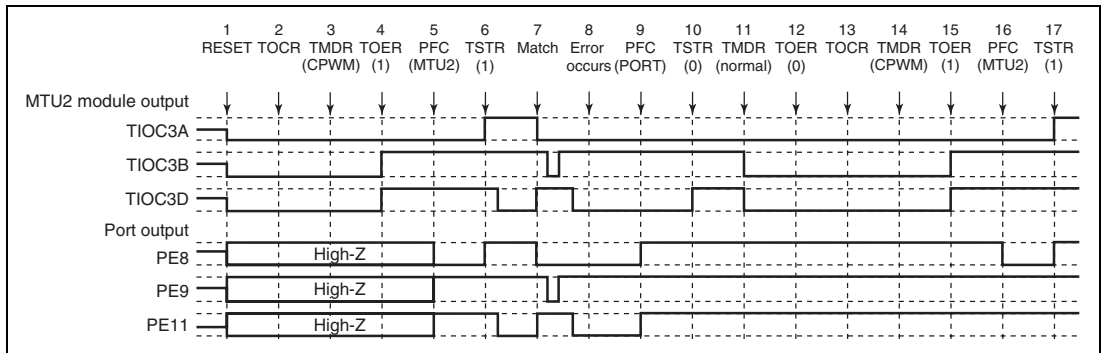 1 2 3 4 5 6 7 8 9 10 11 12 13 14 15 16 17
RESET TOCR TMDR TOER PFC TSTR Match Error PFC TSTR TMDR TOER TOCR TMDR TOER PFC TSTR
(CPWM) (1) (MTU2) (1) occurs (PORT) (0) (normal) (0) (CPWM) (1) (MTU2) (1)
MTU2 module output
TIOC3A
TIOC3B
TIOC3D
Port output
PE8 High-Z
PE9 High-Z
PE11 High-Z